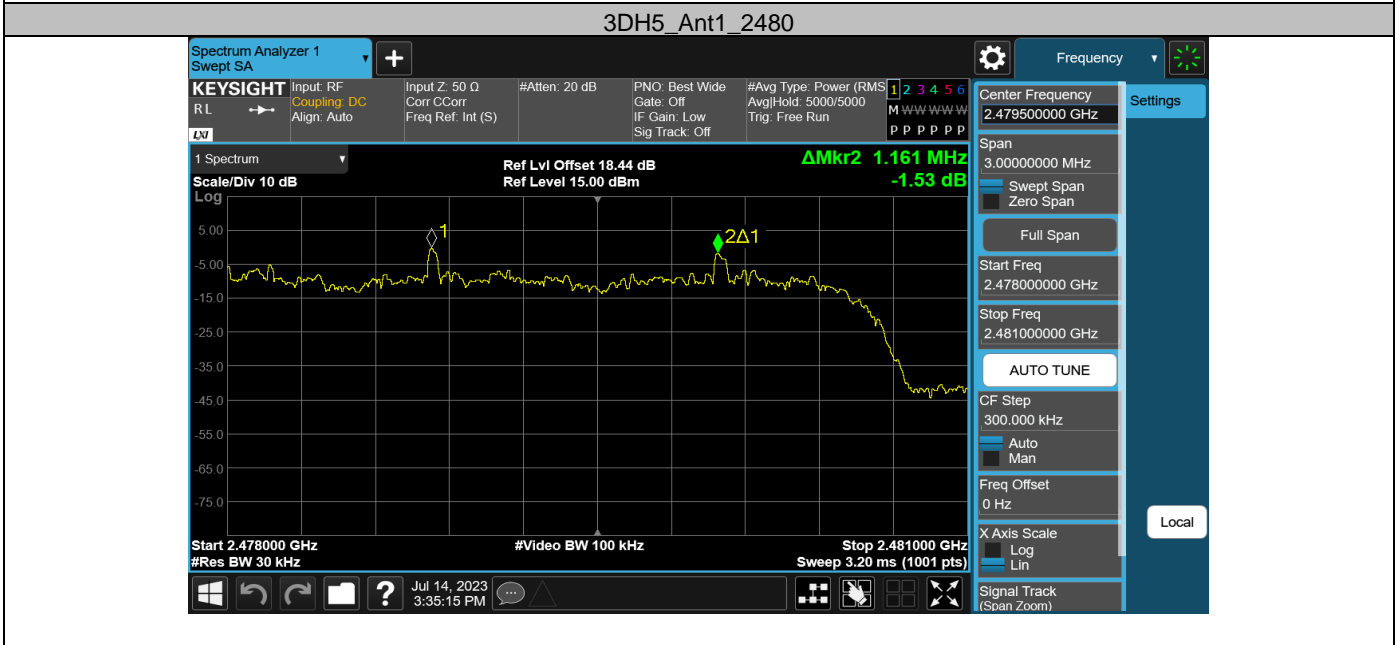 3DH5_Ant1_2480
Spectrum Analyzer 1
Swept SA
Frequency
KEYSIGHT
R L
LXI
Input: RF
Coupling: DC
Align: Auto
Input Z: 50 Ω
Corr CCorr
Freq Ref: Int (S)
#Atten: 20 dB
PNO: Best Wide
Gate: Off
IF Gain: Low
Sig Track: Off
#Avg Type: Power (RMS
Avg|Hold: 5000/5000
Trig: Free Run
1 2 3 4 5 6
M W W W W W
P P P P P P
1 Spectrum
Scale/Div 10 dB
Log
Ref Lvl Offset 18.44 dB
Ref Level 15.00 dBm
ΔMkr2 1.161 MHz
-1.53 dB
1
2Δ1
5.00
-5.00
-15.0
-25.0
-35.0
-45.0
-55.0
-65.0
-75.0
Start 2.478000 GHz
#Res BW 30 kHz
#Video BW 100 kHz
Stop 2.481000 GHz
Sweep 3.20 ms (1001 pts)
?
Jul 14, 2023
3:35:15 PM
Center Frequency
2.479500000 GHz
Settings
Span
3.00000000 MHz
Swept Span
Zero Span
Full Span
Start Freq
2.478000000 GHz
Stop Freq
2.481000000 GHz
AUTO TUNE
CF Step
300.000 kHz
Auto
Man
Freq Offset
0 Hz
X Axis Scale
Log
Lin
Local
Signal Track
(Span Zoom)